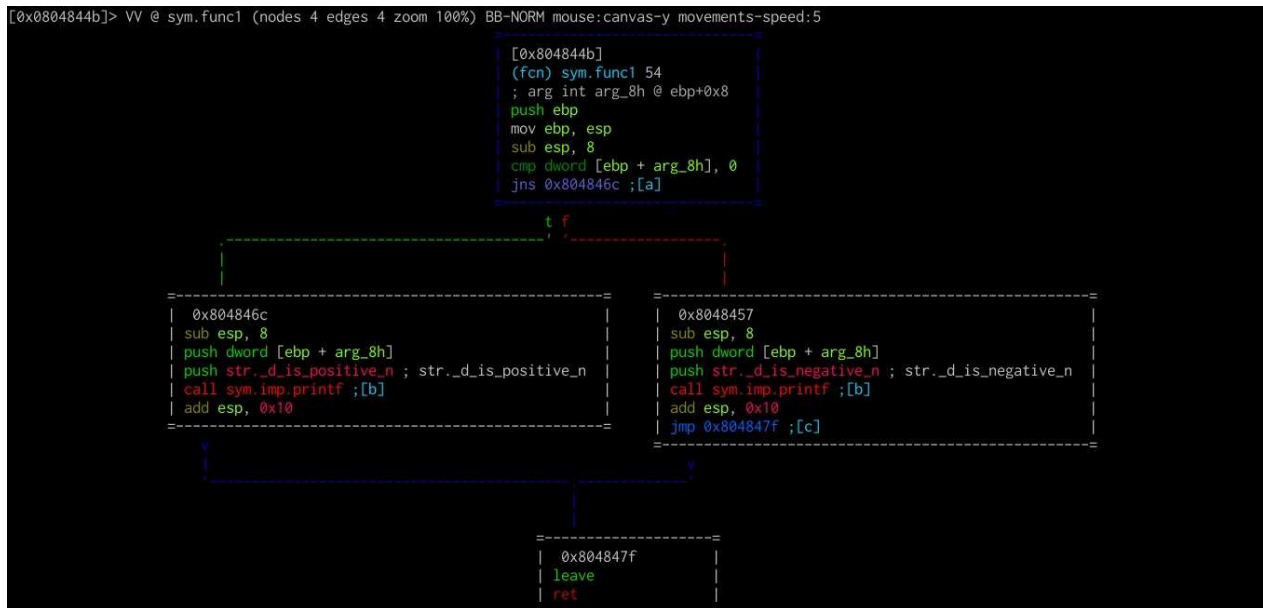 [0x0804844b]> VV @ sym.func1 (nodes 4 edges 4 zoom 100%) BB-NORM mouse:canvas-y movements-speed:5
[0x804844b]
(fcn) sym.func1 54
; arg int arg_8h @ ebp+0x8
push ebp
mov ebp, esp
sub esp, 8
cmp dword [ebp + arg_8h], 0
jns 0x804846c ;[a]
t f
0x804846c
sub esp, 8
push dword [ebp + arg_8h]
push str._d_is_positive_n ; str._d_is_positive_n
call sym.imp.printf ;[b]
add esp, 0x10
0x8048457
sub esp, 8
push dword [ebp + arg_8h]
push str._d_is_negative_n ; str._d_is_negative_n
call sym.imp.printf ;[b]
add esp, 0x10
jmp 0x804847f ;[c]
v
v
0x804847f
leave
ret